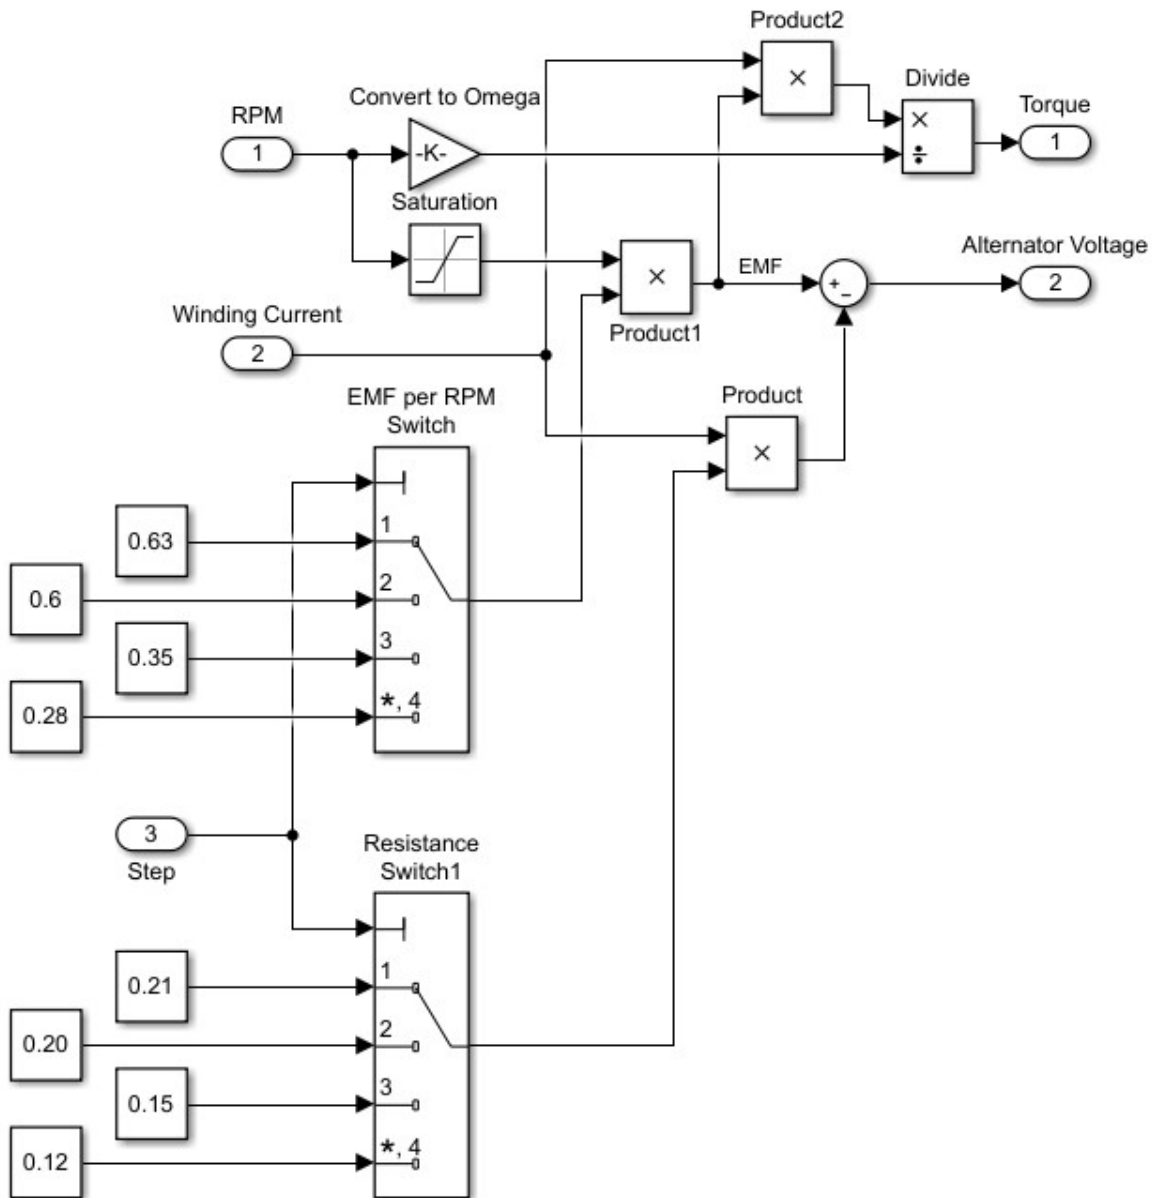 Product2
×
Convert to Omega
Divide
RPM
Torque
1
-K-
×
÷
1
Saturation
Alternator Voltage
×
EMF
+
−
2
Winding Current
Product1
2
EMF per RPM
Switch
Product
×
0.63
1
0.6
2
0.35
3
0.28
*, 4
3
Step
Resistance
Switch1
0.21
1
0.20
2
0.15
3
0.12
*, 4